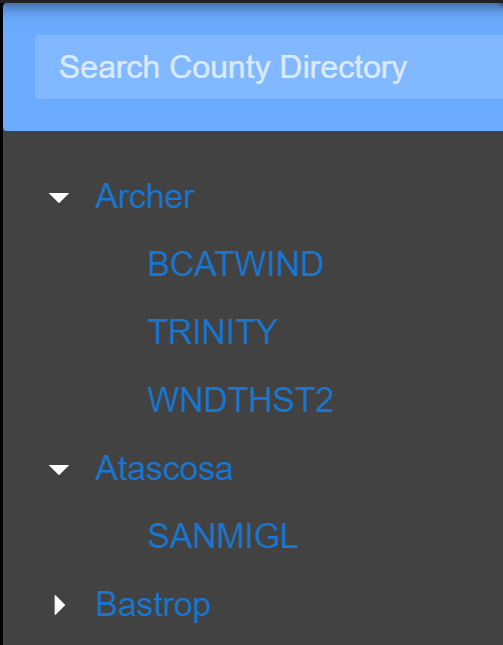 Search County Directory
Archer
BCATWIND
TRINITY
WNDTHST2
Atascosa
SANMIGL
Bastrop